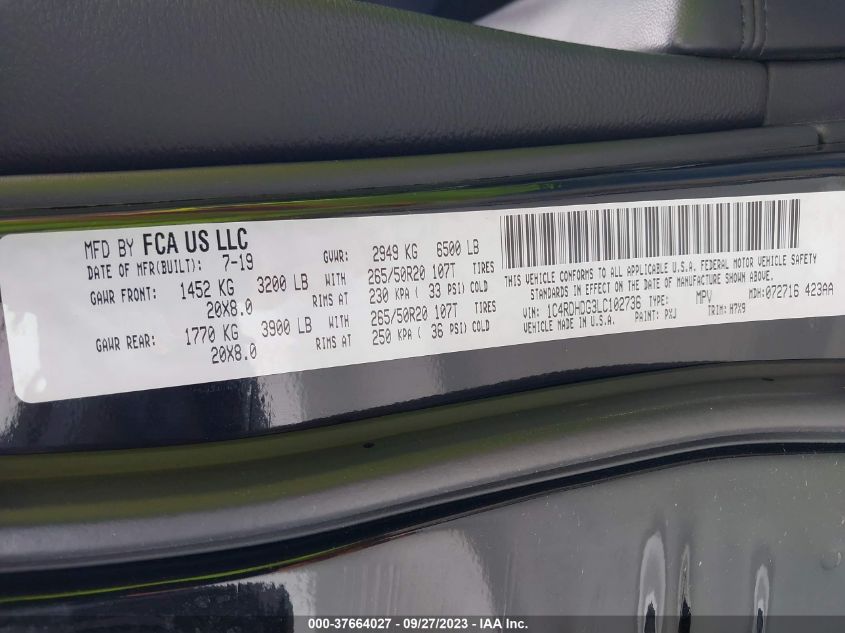 MFD BY FCA US LLC
DATE OF MFR(BUILT): 7-19 GVWR: 2949 KG 6500 LB
GAWR FRONT: 1452 KG 3200 LB WITH 265/50R20 107T TIRES
20X8.0 RIMS AT 230 KPA ( 33 PSI) COLD
GAWR REAR: 1770 KG 3900 LB WITH 265/50R20 107T TIRES
20X8.0 RIMS AT 250 KPA ( 36 PSI) COLD
THIS VEHICLE CONFORMS TO ALL APPLICABLE U.S.A. FEDERAL MOTOR VEHICLE SAFETY
STANDARDS IN EFFECT ON THE DATE OF MANUFACTURE SHOWN ABOVE.
VIN: 1C4RDHDG3LC102736 TYPE: MPV MDH: 072716 423AA
VEHICLE MADE IN U.S.A. PAINT: PXJ TRIM: H7X9
000-37664027 - 09/27/2023 - IAA Inc.